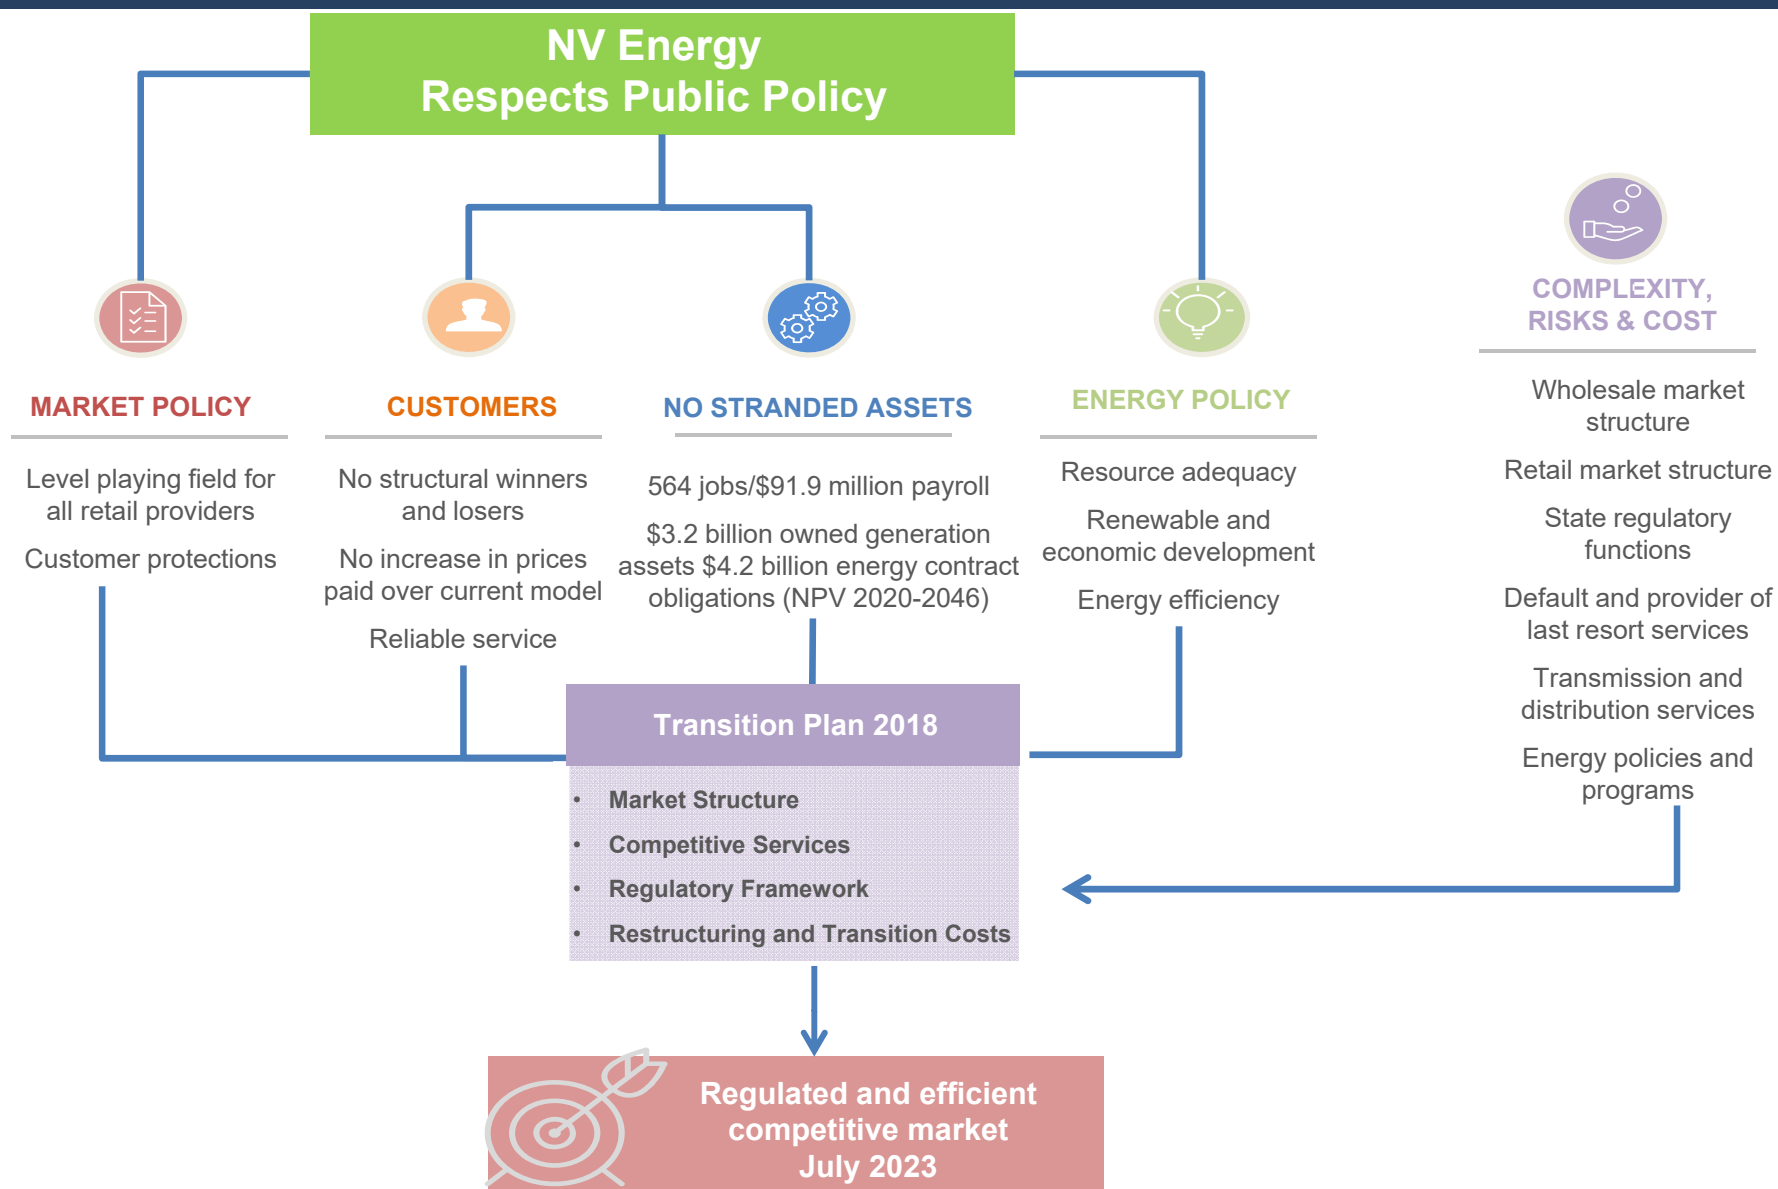 NV Energy
Respects Public Policy
MARKET POLICY
Level playing field for
all retail providers
Customer protections
CUSTOMERS
No structural winners
and losers
No increase in prices
paid over current model
Reliable service
NO STRANDED ASSETS
564 jobs/$91.9 million payroll
$3.2 billion owned generation
assets $4.2 billion energy contract
obligations (NPV 2020-2046)
ENERGY POLICY
Resource adequacy
Renewable and
economic development
Energy efficiency
COMPLEXITY,
RISKS & COST
Wholesale market
structure
Retail market structure
State regulatory
functions
Default and provider of
last resort services
Transmission and
distribution services
Energy policies and
programs
Transition Plan 2018
• Market Structure
• Competitive Services
• Regulatory Framework
• Restructuring and Transition Costs
Regulated and efficient
competitive market
July 2023